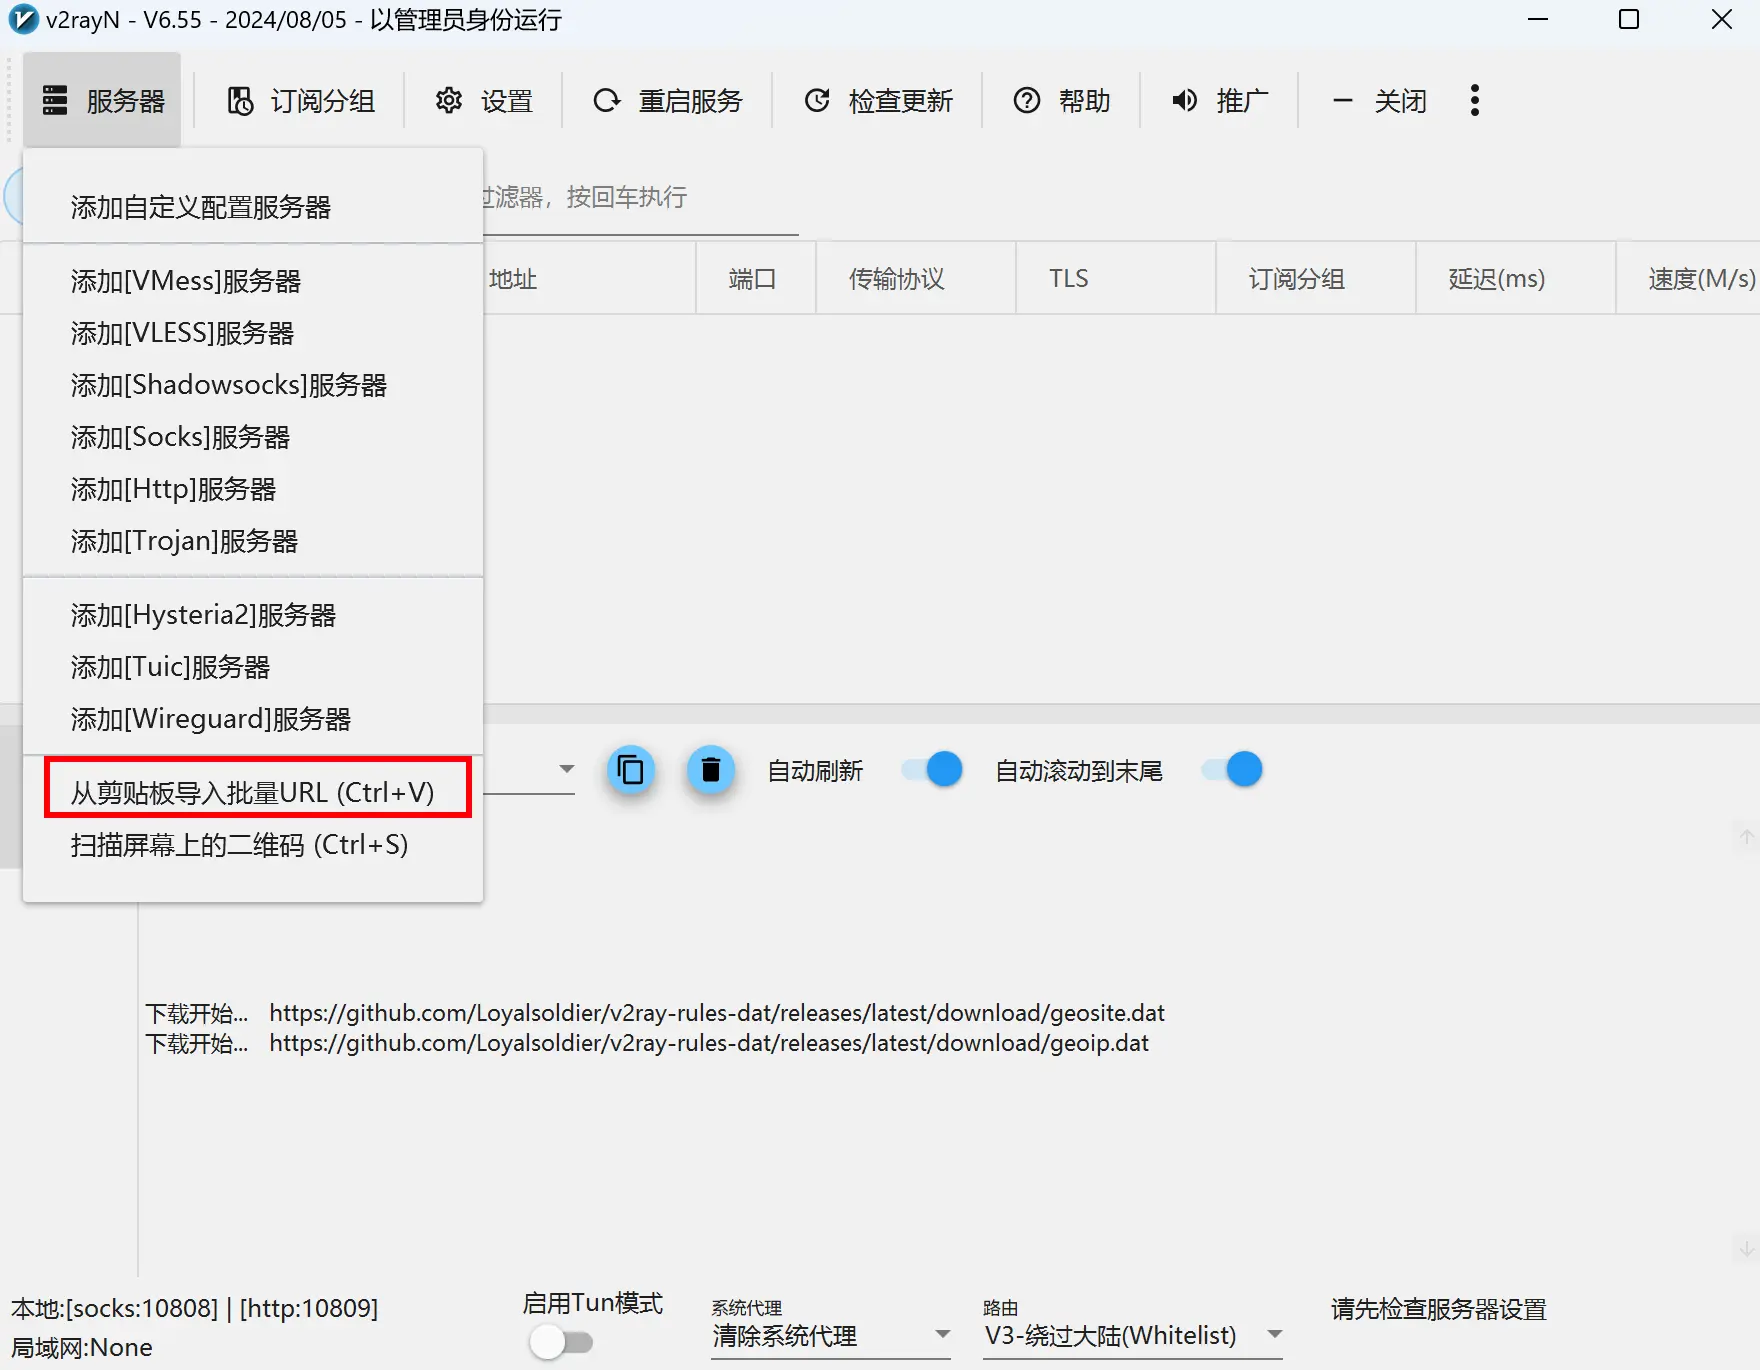 v2rayN - V6.55 - 2024/08/05 - 以管理员身份运行
服务器 订阅分组 设置 重启服务 检查更新 帮助 推广 关闭
过滤器，按回车执行
添加自定义配置服务器
地址 端口 传输协议 TLS 订阅分组 延迟(ms) 速度(M/s)
添加[VMess]服务器
添加[VLESS]服务器
添加[Shadowsocks]服务器
添加[Socks]服务器
添加[Http]服务器
添加[Trojan]服务器
添加[Hysteria2]服务器
添加[Tuic]服务器
添加[Wireguard]服务器
自动刷新 自动滚动到末尾
从剪贴板导入批量URL (Ctrl+V)
扫描屏幕上的二维码 (Ctrl+S)
下载开始... https://github.com/Loyalsoldier/v2ray-rules-dat/releases/latest/download/geosite.dat
下载开始... https://github.com/Loyalsoldier/v2ray-rules-dat/releases/latest/download/geoip.dat
本地:[socks:10808] | [http:10809]
局域网:None
启用Tun模式
系统代理
清除系统代理
路由
V3-绕过大陆(Whitelist)
请先检查服务器设置